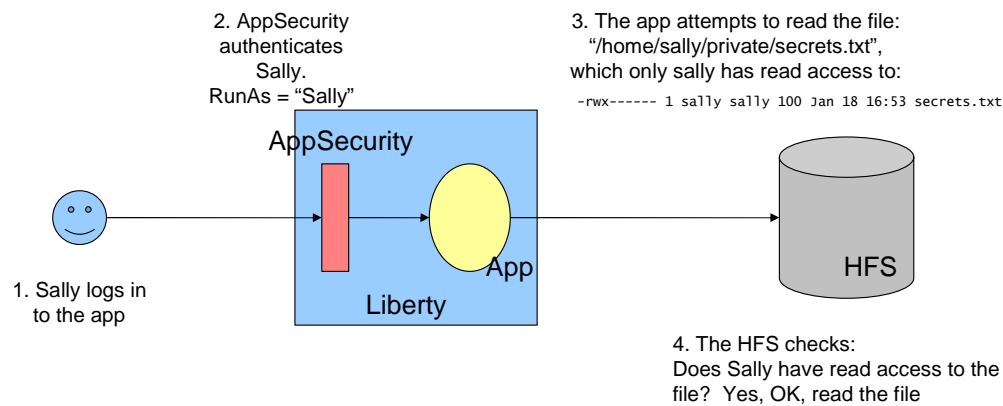 2. AppSecurity
authenticates
Sally.
RunAs = “Sally”
3. The app attempts to read the file:
“/home/sally/private/secrets.txt”,
which only sally has read access to:
-rwx------ 1 sally sally 100 Jan 18 16:53 secrets.txt
AppSecurity
App
Liberty
HFS
1. Sally logs in
to the app
4. The HFS checks:
Does Sally have read access to the
file? Yes, OK, read the file